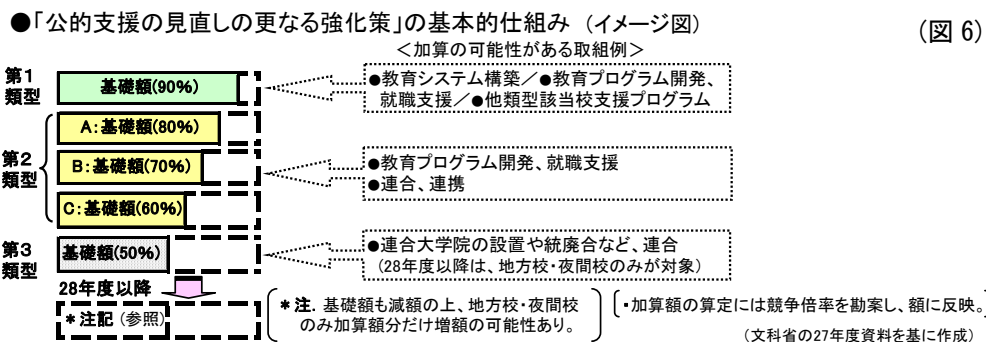 ●「公的支援の見直しの更なる強化策」の基本的仕組み（イメージ図）
（図 6）
＜加算の可能性がある取組例＞
第1
類型
基礎額(90%)
●教育システム構築／●教育プログラム開発、
就職支援／●他類型該当校支援プログラム
第2
類型
A：基礎額(80%)
B：基礎額(70%)
C：基礎額(60%)
●教育プログラム開発、就職支援
●連合、連携
第3
類型
基礎額(50%)
●連合大学院の設置や統廃合など、連合
（28年度以降は、地方校・夜間校のみが対象）
28年度以降
＊注記（参照）
＊注．基礎額も減額の上、地方校・夜間校
のみ加算額分だけ増額の可能性あり。
・加算額の算定には競争倍率を勘案し、額に反映。
（文科省の27年度資料を基に作成）